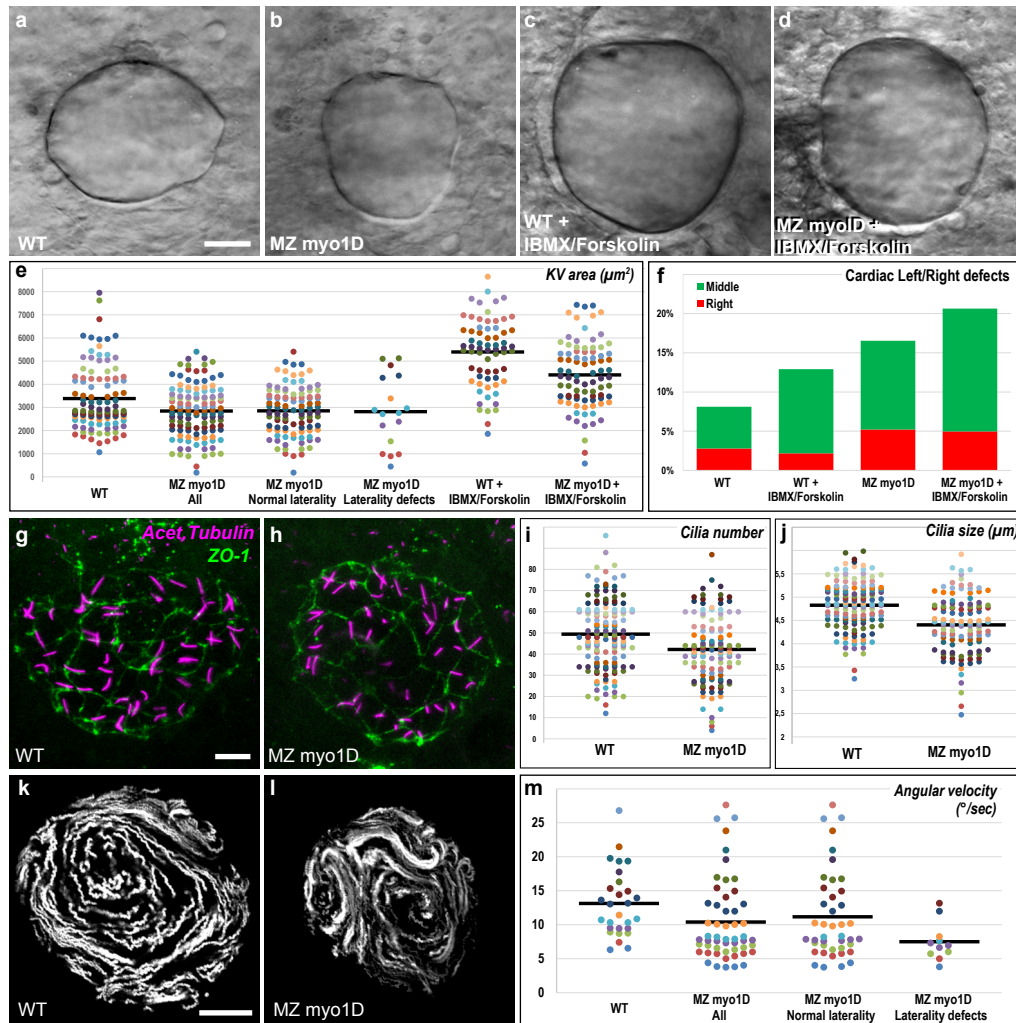 a
WT
b
MZ myo1D
c
WT +
IBMX/Forskolin
d
MZ myoID +
IBMX/Forskolin
e
KV area (µm²)
8000
7000
6000
5000
4000
3000
2000
1000
0
WT
MZ myo1D
All
MZ myo1D
Normal laterality
MZ myo1D
Laterality defects
WT +
IBMX/Forskolin
MZ myo1D +
IBMX/Forskolin
f
Cardiac Left/Right defects
Middle
Right
20%
15%
10%
5%
0%
WT
WT +
IBMX/Forskolin
MZ myo1D
MZ myo1D +
IBMX/Forskolin
g
Acet.Tubulin
ZO-1
WT
h
MZ myo1D
i
Cilia number
100
90
80
70
60
50
40
30
20
10
0
WT
MZ myo1D
j
Cilia size (µm)
5,5
5
4,5
4
3,5
3
2,5
2
WT
MZ myo1D
k
WT
l
MZ myo1D
m
Angular velocity
(°/sec)
30
25
20
15
10
5
0
WT
MZ myo1D
All
MZ myo1D
Normal laterality
MZ myo1D
Laterality defects